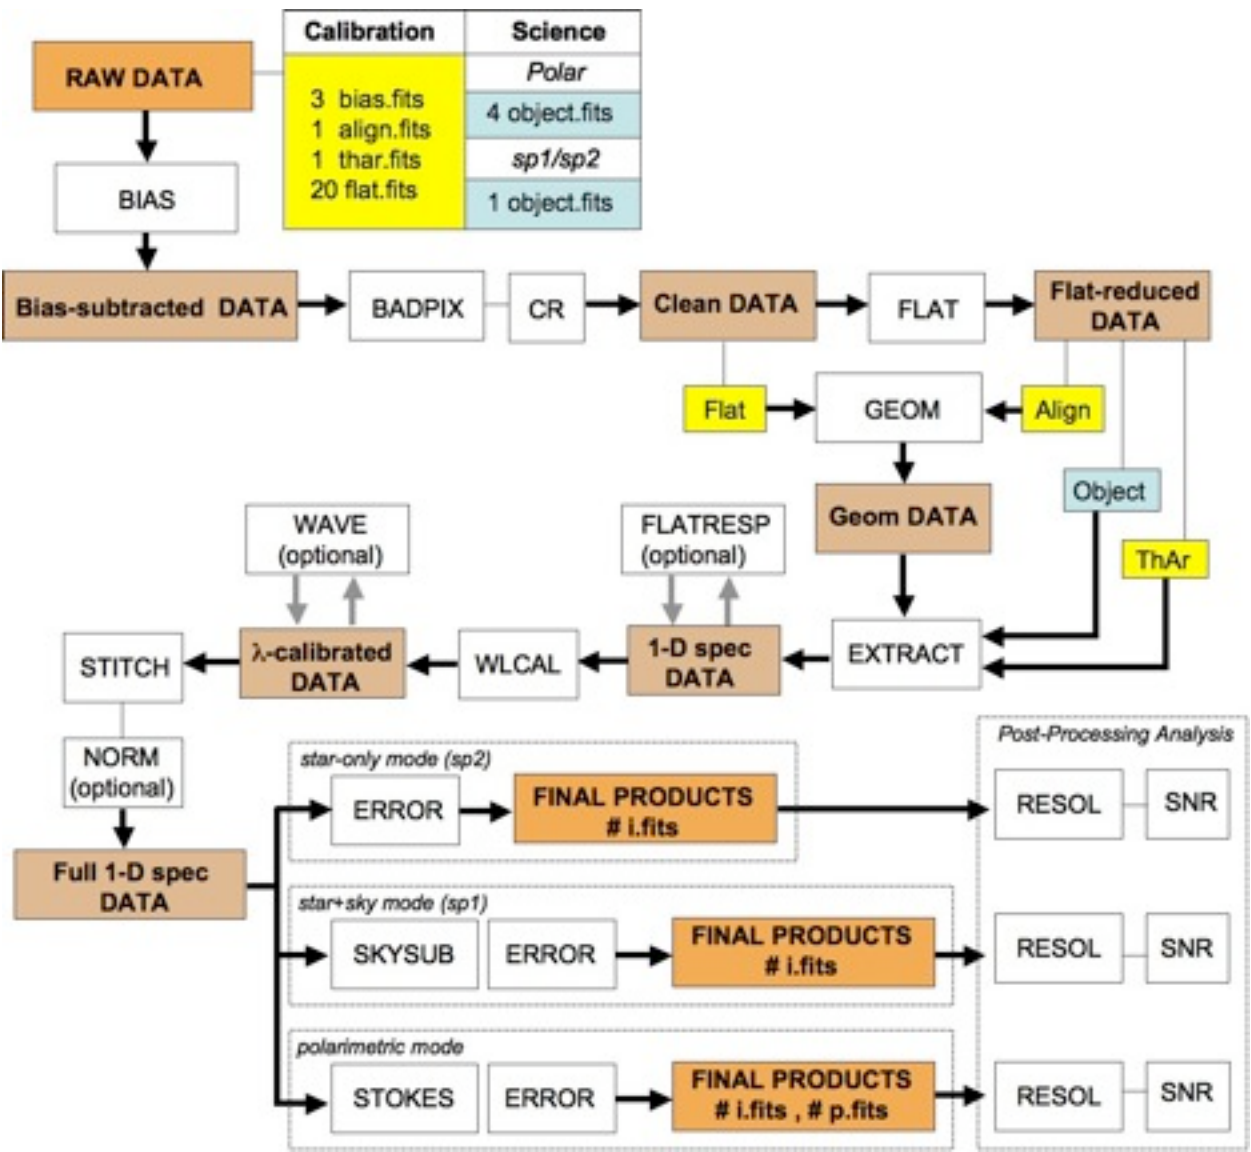 Calibration
Science
RAW DATA
Polar
3 bias.fits
4 object.fits
1 align.fits
1 thar.fits
sp1/sp2
20 flat.fits
1 object.fits
BIAS
Bias-subtracted DATA
BADPIX
CR
Clean DATA
FLAT
Flat-reduced
DATA
Flat
GEOM
Align
Object
Geom DATA
ThAr
WAVE
(optional)
FLATRESP
(optional)
STITCH
λ-calibrated
DATA
WLCAL
1-D spec
DATA
EXTRACT
NORM
(optional)
Full 1-D spec
DATA
star-only mode (sp2)
ERROR
FINAL PRODUCTS
# i.fits
Post-Processing Analysis
RESOL
SNR
star+sky mode (sp1)
SKYSUB
ERROR
FINAL PRODUCTS
# i.fits
RESOL
SNR
polarimetric mode
STOKES
ERROR
FINAL PRODUCTS
# i.fits , # p.fits
RESOL
SNR